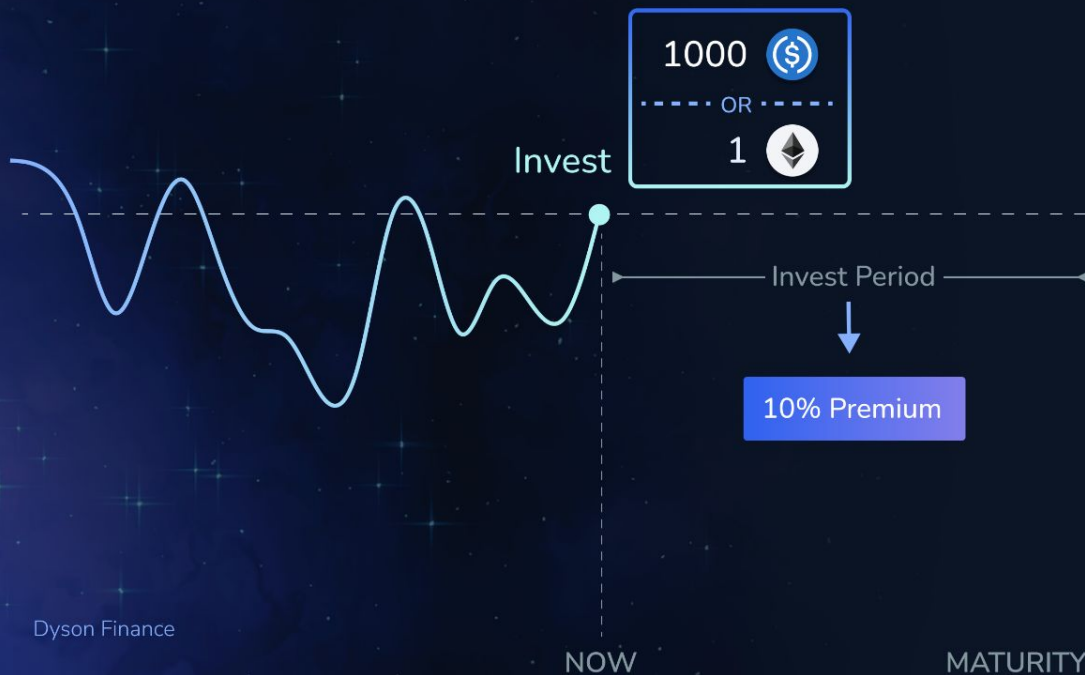 1000
OR
1
Invest
Invest Period
10% Premium
Dyson Finance
NOW
MATURITY